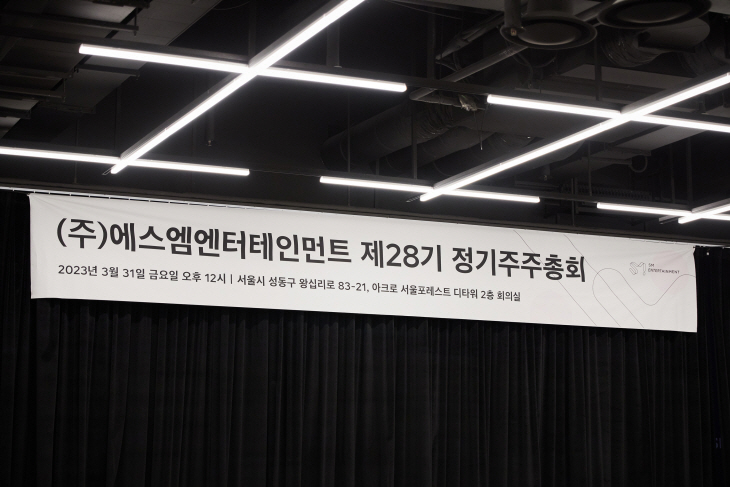 (주)에스엠엔터테인먼트 제28기 정기주주총회
2023년 3월 31일 금요일 오후 12시 | 서울시 성동구 왕십리로 83-21, 아크로 서울포레스트 디타워 2층 회의실
SM
ENTERTAINMENT